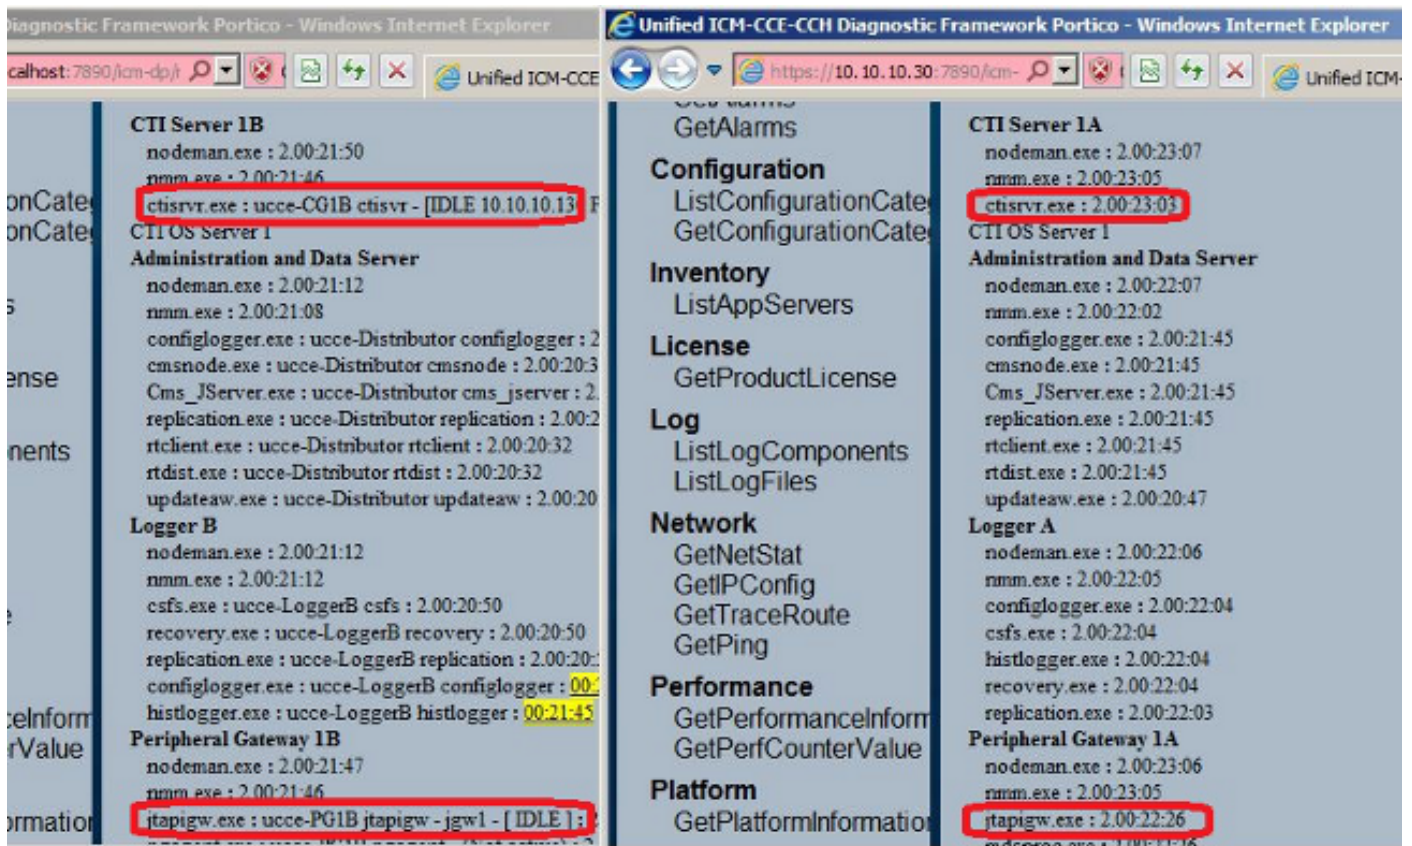 Diagnostic Framework Portico - Windows Internet Explorer
calhost:7890/icm-dp/
Unified ICM-CCE
CTI Server 1B
nodeman.exe : 2.00:21:50
nmm.exe : 2.00:21:46
ctisrvr.exe : ucce-CG1B ctisvr - [IDLE 10.10.10.13
CTI OS Server 1
Administration and Data Server
nodeman.exe : 2.00:21:12
nmm.exe : 2.00:21:08
configlogger.exe : ucce-Distributor configlogger : 2
cmsnode.exe : ucce-Distributor cmsnode : 2.00:20:3
Cms_JServer.exe : ucce-Distributor cms_jserver : 2.
replication.exe : ucce-Distributor replication : 2.00:2
rtclient.exe : ucce-Distributor rtclient : 2.00:20:32
rtdist.exe : ucce-Distributor rtdist : 2.00:20:32
updateaw.exe : ucce-Distributor updateaw : 2.00:20
Logger B
nodeman.exe : 2.00:21:12
nmm.exe : 2.00:21:12
csfs.exe : ucce-LoggerB csfs : 2.00:20:50
recovery.exe : ucce-LoggerB recovery : 2.00:20:50
replication.exe : ucce-LoggerB replication : 2.00:20:
configlogger.exe : ucce-LoggerB configlogger : 00:
histlogger.exe : ucce-LoggerB histlogger : 00:21:45
Peripheral Gateway 1B
nodeman.exe : 2.00:21:47
nmm.exe : 2.00:21:46
jtapigw.exe : ucce-PG1B jtapigw - jgw1 - [ IDLE ] :
onCate
onCate
s
ense
nents
ceInform
rValue
ormation
Unified ICM-CCE-CCH Diagnostic Framework Portico - Windows Internet Explorer
https://10.10.10.30:7890/icm-
Unified ICM-
GetAlarms
Configuration
ListConfigurationCate
GetConfigurationCate
Inventory
ListAppServers
License
GetProductLicense
Log
ListLogComponents
ListLogFiles
Network
GetNetStat
GetIPConfig
GetTraceRoute
GetPing
Performance
GetPerformanceInform
GetPerfCounterValue
Platform
GetPlatformInformation
CTI Server 1A
nodeman.exe : 2.00:23:07
nmm.exe : 2.00:23:05
ctisrvr.exe : 2.00:23:03
CTI OS Server 1
Administration and Data Server
nodeman.exe : 2.00:22:07
nmm.exe : 2.00:22:02
configlogger.exe : 2.00:21:45
cmsnode.exe : 2.00:21:45
Cms_JServer.exe : 2.00:21:45
replication.exe : 2.00:21:45
rtclient.exe : 2.00:21:45
rtdist.exe : 2.00:21:45
updateaw.exe : 2.00:20:47
Logger A
nodeman.exe : 2.00:22:06
nmm.exe : 2.00:22:05
configlogger.exe : 2.00:22:04
csfs.exe : 2.00:22:04
histlogger.exe : 2.00:22:04
recovery.exe : 2.00:22:04
replication.exe : 2.00:22:03
Peripheral Gateway 1A
nodeman.exe : 2.00:23:06
nmm.exe : 2.00:23:05
jtapigw.exe : 2.00:22:26